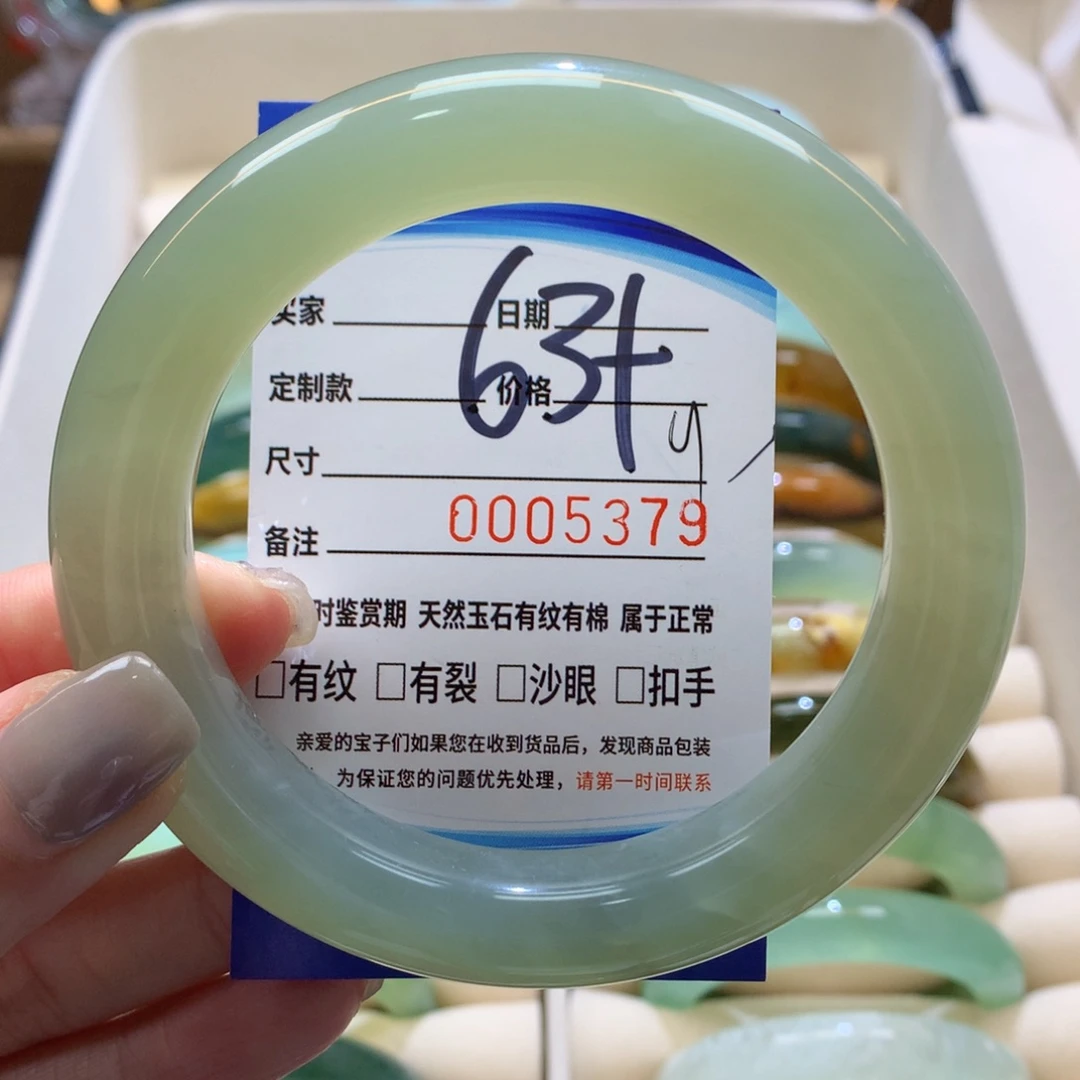 买家 日期
63+
定制款 价格
尺寸
y
0005379
备注
时鉴赏期 天然玉石有纹有棉 属于正常
□有纹 □有裂 □沙眼 □扣手
亲爱的宝子们如果您在收到货品后，发现商品包装
为保证您的问题优先处理，请第一时间联系